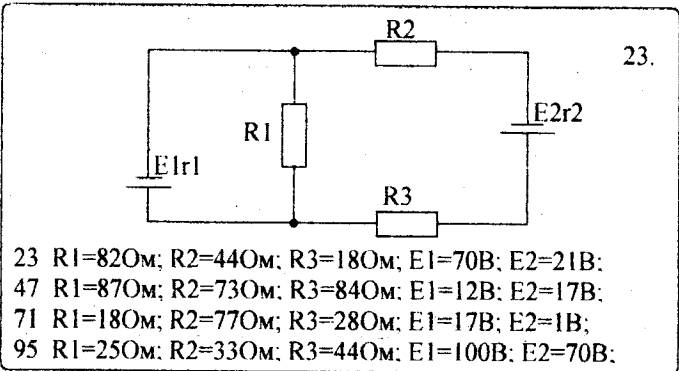 R2
23.
E2r2
R1
E1r1
R3
23 R1=82Ом; R2=44Ом; R3=18Ом; E1=70В; E2=21В;
47 R1=87Ом; R2=73Ом; R3=84Ом; E1=12В; E2=17В;
71 R1=18Ом; R2=77Ом; R3=28Ом; E1=17В; E2=1В;
95 R1=25Ом; R2=33Ом; R3=44Ом; E1=100В; E2=70В;